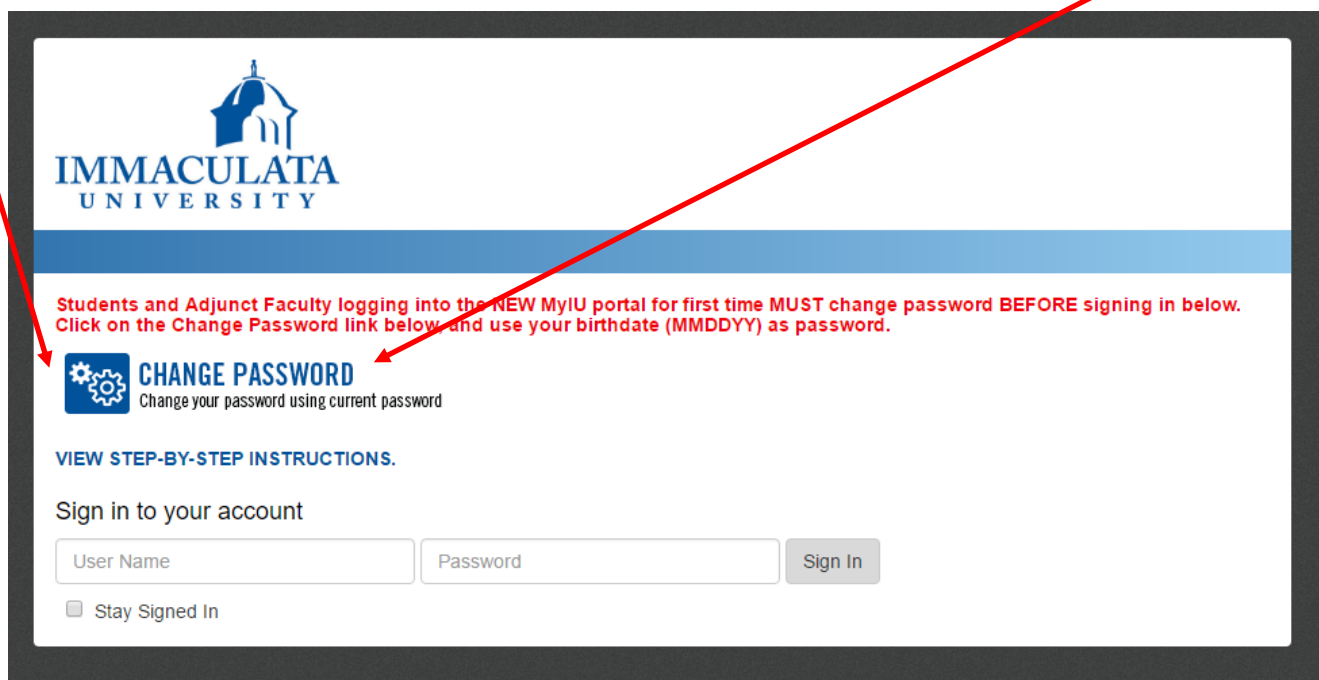 IMMACULATA
UNIVERSITY
Students and Adjunct Faculty logging into the NEW MyIU portal for first time MUST change password BEFORE signing in below.
Click on the Change Password link below, and use your birthdate (MMDDYY) as password.
CHANGE PASSWORD
Change your password using current password
VIEW STEP-BY-STEP INSTRUCTIONS.
Sign in to your account
User Name Password Sign In
Stay Signed In